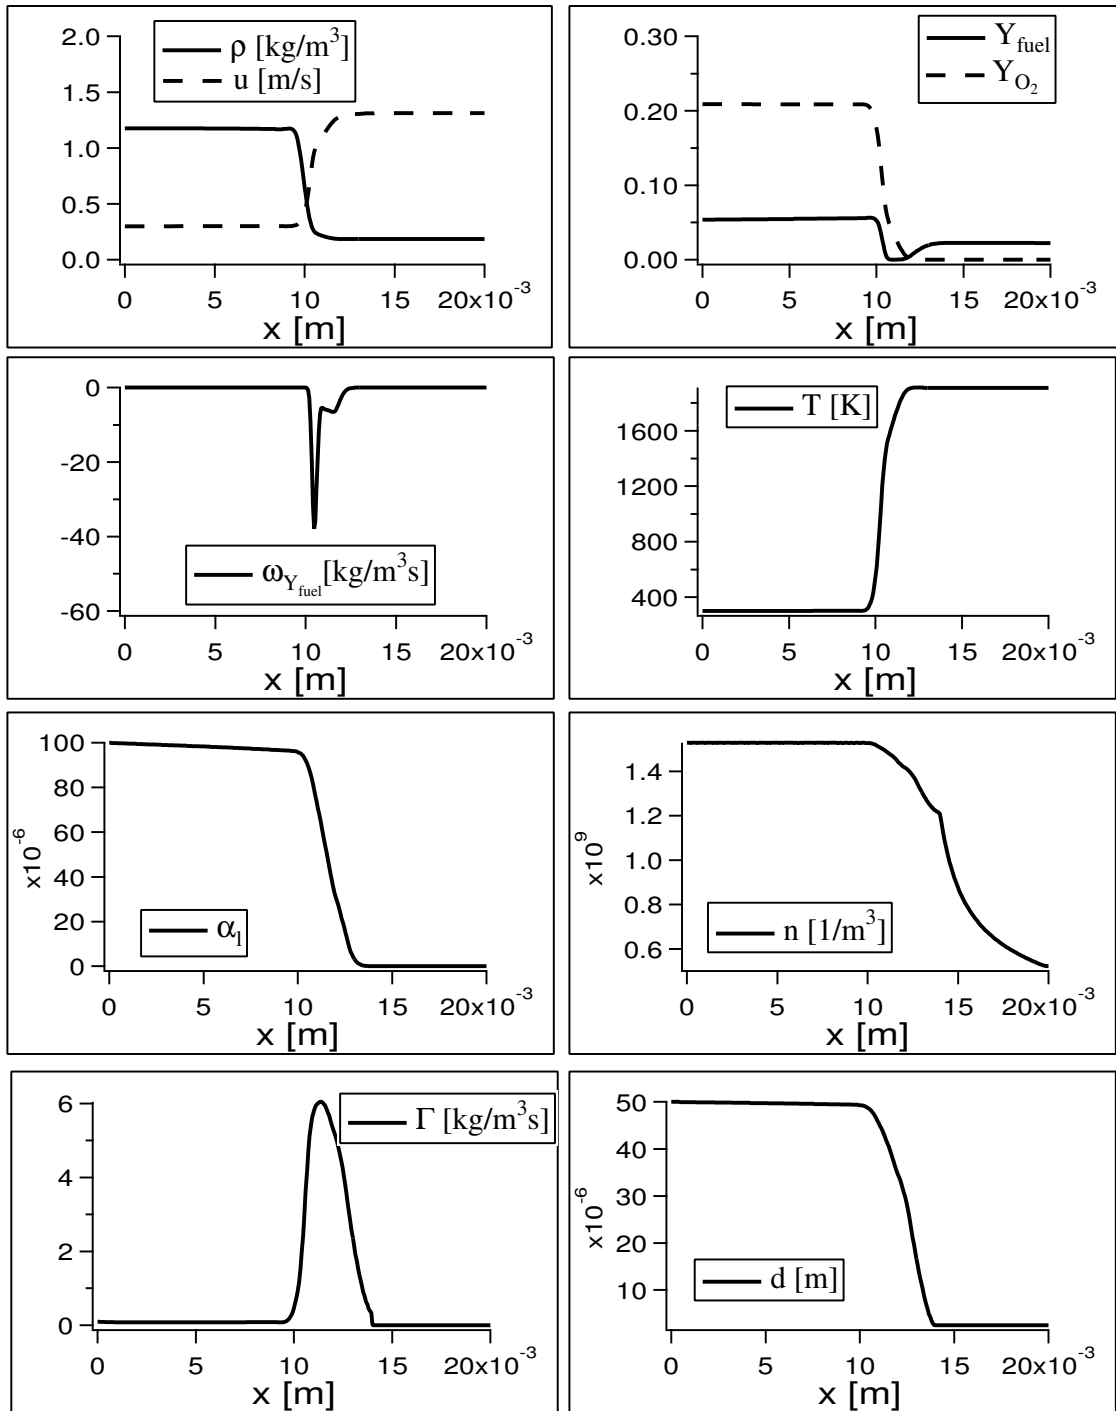 2.0
1.5
1.0
0.5
0.0
ρ [kg/m³]
u [m/s]
0 5 10 15 20x10⁻³
x [m]
0.30
0.20
0.10
0.00
Y_fuel
Y_O₂
0 5 10 15 20x10⁻³
x [m]
0
-20
-40
-60
ω_Y_fuel[kg/m³s]
0 5 10 15 20x10⁻³
x [m]
1600
1200
800
400
T [K]
0 5 10 15 20x10⁻³
x [m]
100
80
60
40
20
0
x10⁻⁶
α_l
0 5 10 15 20x10⁻³
x [m]
1.4
1.2
1.0
0.8
0.6
x10⁹
n [1/m³]
0 5 10 15 20x10⁻³
x [m]
6
4
2
0
Γ [kg/m³s]
0 5 10 15 20x10⁻³
x [m]
50
40
30
20
10
x10⁻⁶
d [m]
0 5 10 15 20x10⁻³
x [m]